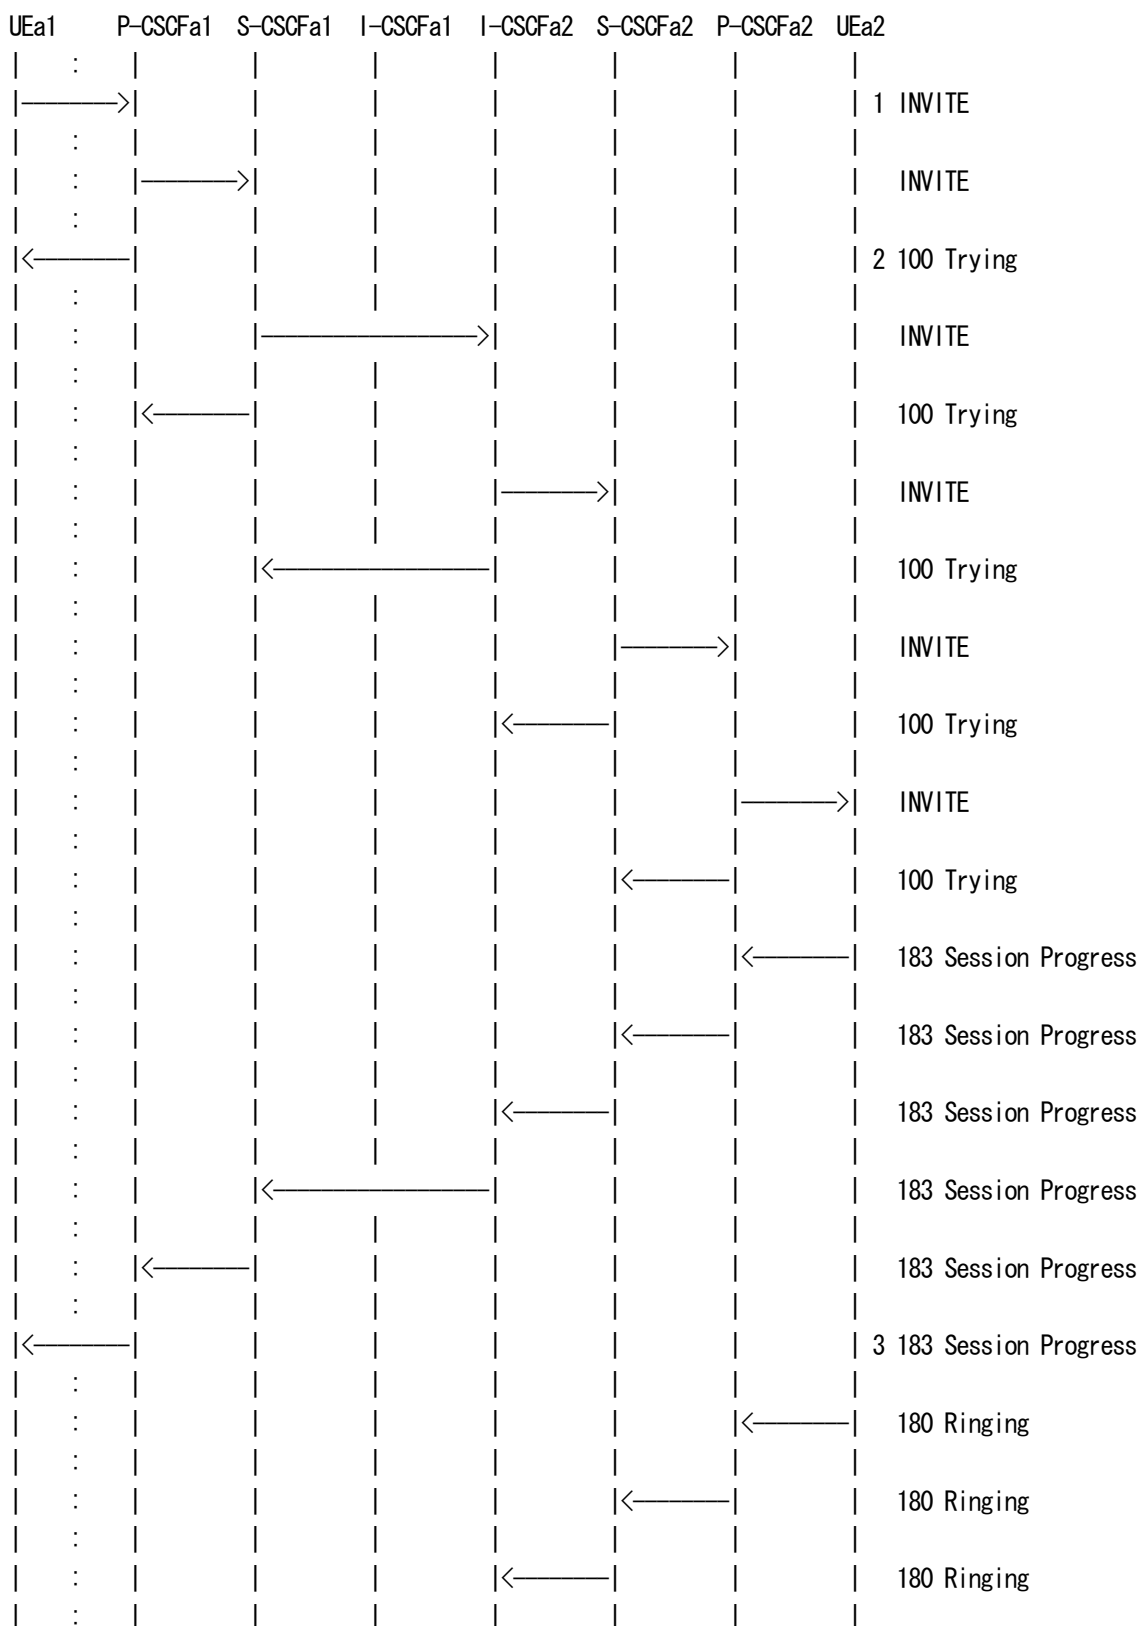 UEa1 P-CSCFa1 S-CSCFa1 I-CSCFa1 I-CSCFa2 S-CSCFa2 P-CSCFa2 UEa2
1 INVITE
INVITE
2 100 Trying
INVITE
100 Trying
INVITE
100 Trying
INVITE
100 Trying
INVITE
100 Trying
183 Session Progress
183 Session Progress
183 Session Progress
183 Session Progress
183 Session Progress
3 183 Session Progress
180 Ringing
180 Ringing
180 Ringing